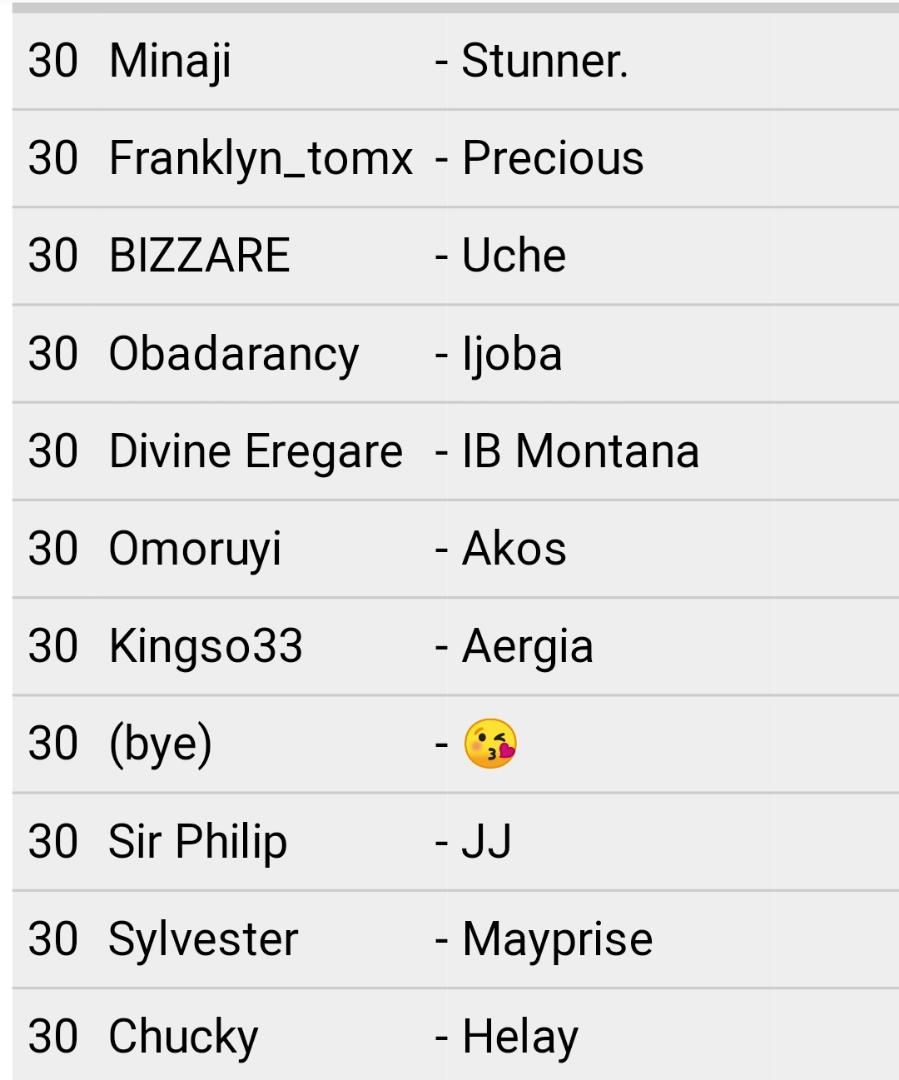 30 Minaji - Stunner.
30 Franklyn_tomx - Precious
30 BIZZARE - Uche
30 Obadarancy - Ijoba
30 Divine Eregare - IB Montana
30 Omoruyi - Akos
30 Kingso33 - Aergia
30 (bye) - 😘
30 Sir Philip - JJ
30 Sylvester - Mayprise
30 Chucky - Helay